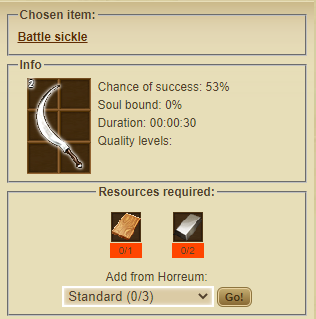 Chosen item:
Battle sickle
Info
2
Chance of success: 53%
Soul bound: 0%
Duration: 00:00:30
Quality levels:
Resources required:
0/1 0/2
Add from Horreum:
Standard (0/3) Go!